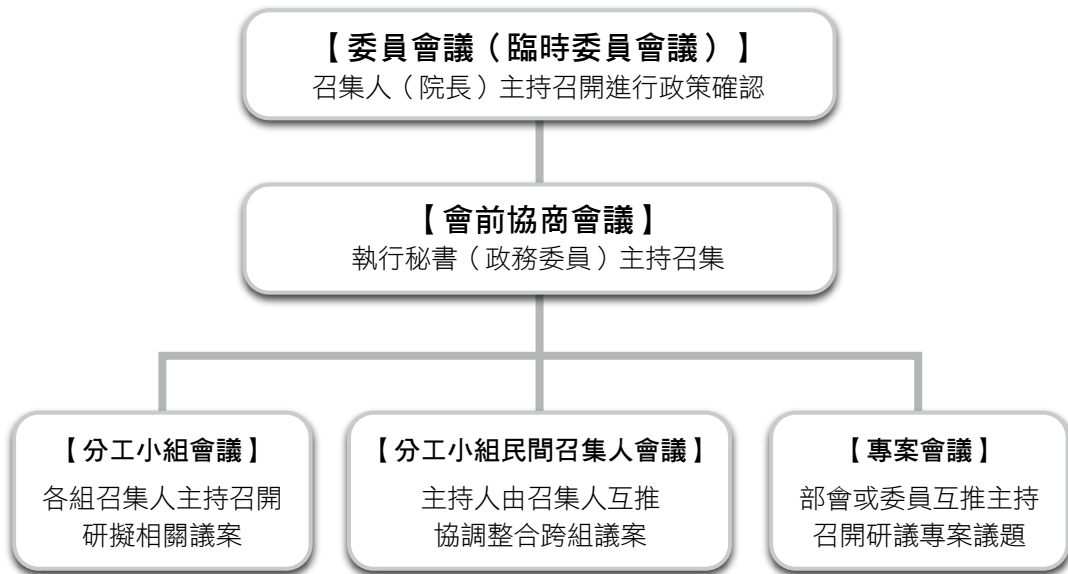 【委員會議（臨時委員會議）】
召集人（院長）主持召開進行政策確認
【會前協商會議】
執行秘書（政務委員）主持召集
【分工小組會議】
各組召集人主持召開
研擬相關議案
【分工小組民間召集人會議】
主持人由召集人互推
協調整合跨組議案
【專案會議】
部會或委員互推主持
召開研議專案議題